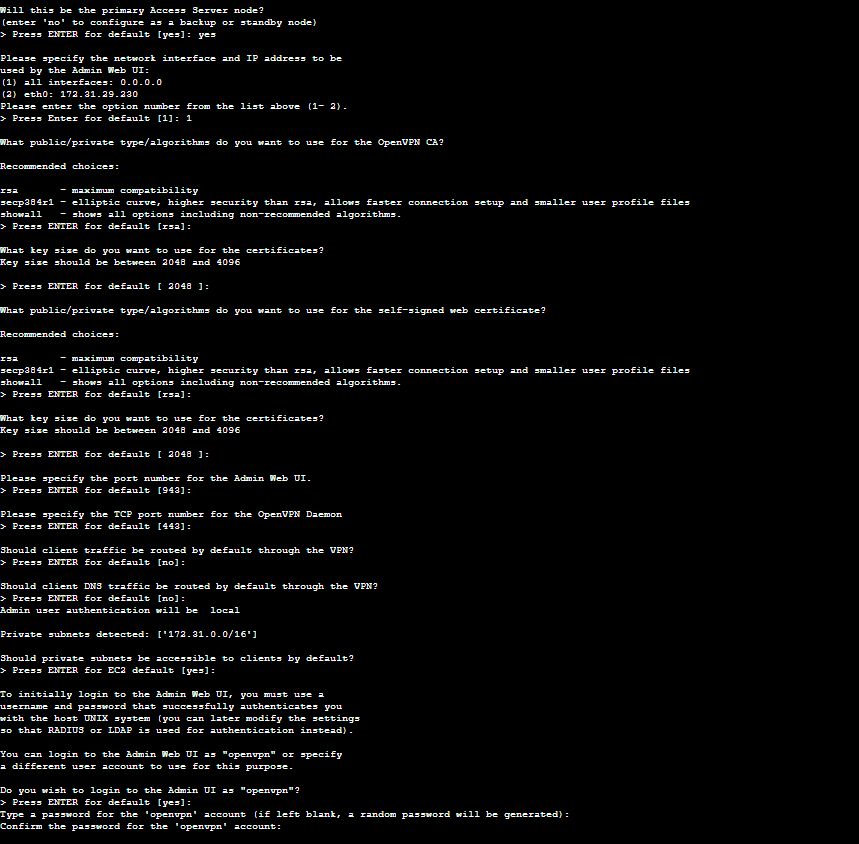 Will this be the primary Access Server node?
(enter 'no' to configure as a backup or standby node)
> Press ENTER for default [yes]: yes
Please specify the network interface and IP address to be
used by the Admin Web UI:
(1) all interfaces: 0.0.0.0
(2) eth0: 172.31.29.230
Please enter the option number from the list above (1- 2).
> Press Enter for default [1]: 1
What public/private type/algorithms do you want to use for the OpenVPN CA?
Recommended choices:
rsa       - maximum compatibility
secp384r1 - elliptic curve, higher security than rsa, allows faster connection setup and smaller user profile files
showall   - shows all options including non-recommended algorithms.
> Press ENTER for default [rsa]:
What key size do you want to use for the certificates?
Key size should be between 2048 and 4096
> Press ENTER for default [ 2048 ]:
What public/private type/algorithms do you want to use for the self-signed web certificate?
Recommended choices:
rsa       - maximum compatibility
secp384r1 - elliptic curve, higher security than rsa, allows faster connection setup and smaller user profile files
showall   - shows all options including non-recommended algorithms.
> Press ENTER for default [rsa]:
What key size do you want to use for the certificates?
Key size should be between 2048 and 4096
> Press ENTER for default [ 2048 ]:
Please specify the port number for the Admin Web UI.
> Press ENTER for default [943]:
Please specify the TCP port number for the OpenVPN Daemon
> Press ENTER for default [443]:
Should client traffic be routed by default through the VPN?
> Press ENTER for default [no]:
Should client DNS traffic be routed by default through the VPN?
> Press ENTER for default [no]:
Admin user authentication will be  local
Private subnets detected: ['172.31.0.0/16']
Should private subnets be accessible to clients by default?
> Press ENTER for EC2 default [yes]:
To initially login to the Admin Web UI, you must use a
username and password that successfully authenticates you
with the host UNIX system (you can later modify the settings
so that RADIUS or LDAP is used for authentication instead).
You can login to the Admin Web UI as "openvpn" or specify
a different user account to use for this purpose.
Do you wish to login to the Admin UI as "openvpn"?
> Press ENTER for default [yes]:
Type a password for the 'openvpn' account (if left blank, a random password will be generated):
Confirm the password for the 'openvpn' account: